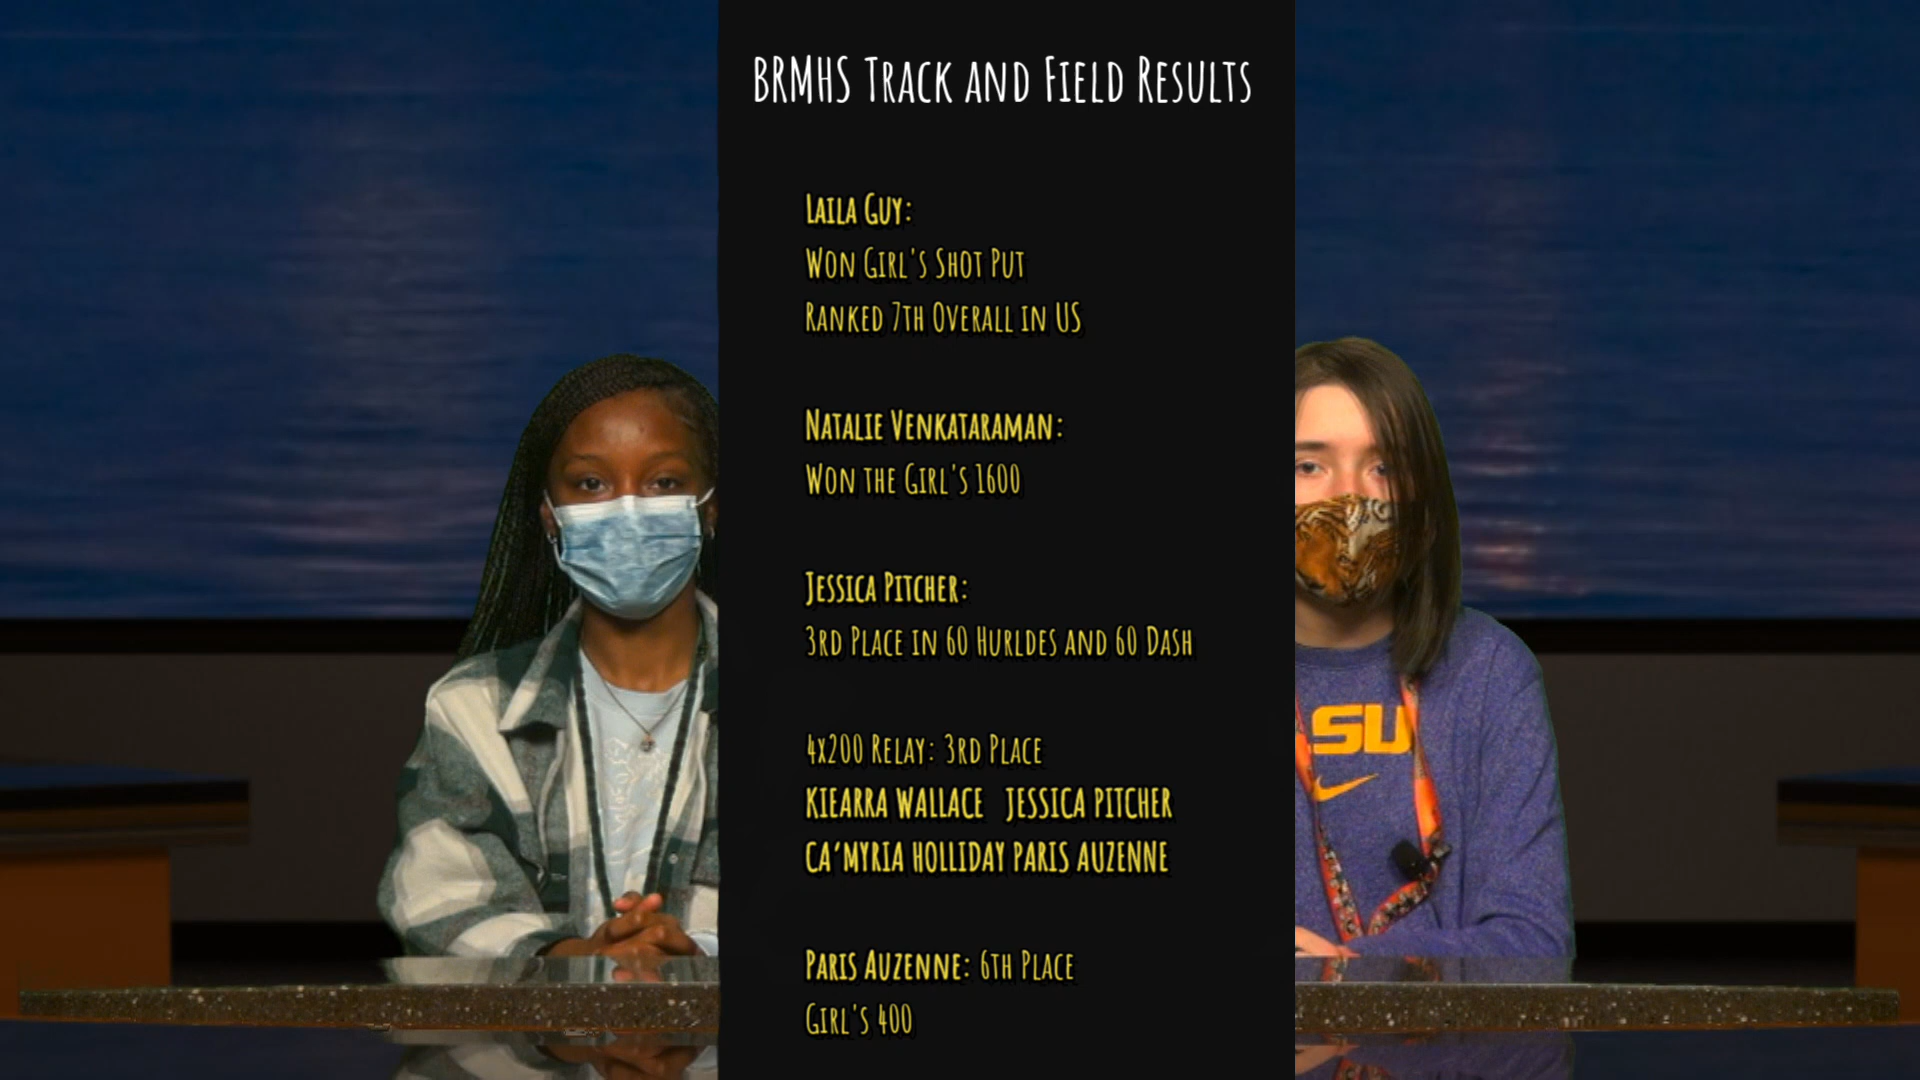 BRMHS Track and Field Results
Laila Guy:
Won Girl's Shot Put
Ranked 7th Overall in US
Natalie Venkataraman:
Won the Girl's 1600
Jessica Pitcher:
3rd Place in 60 Hurldes and 60 Dash
4x200 Relay: 3rd Place
KIEARRA WALLACE JESSICA PITCHER
CA'MYRIA HOLLIDAY PARIS AUZENNE
Paris Auzenne: 6th Place
Girl's 400
SU